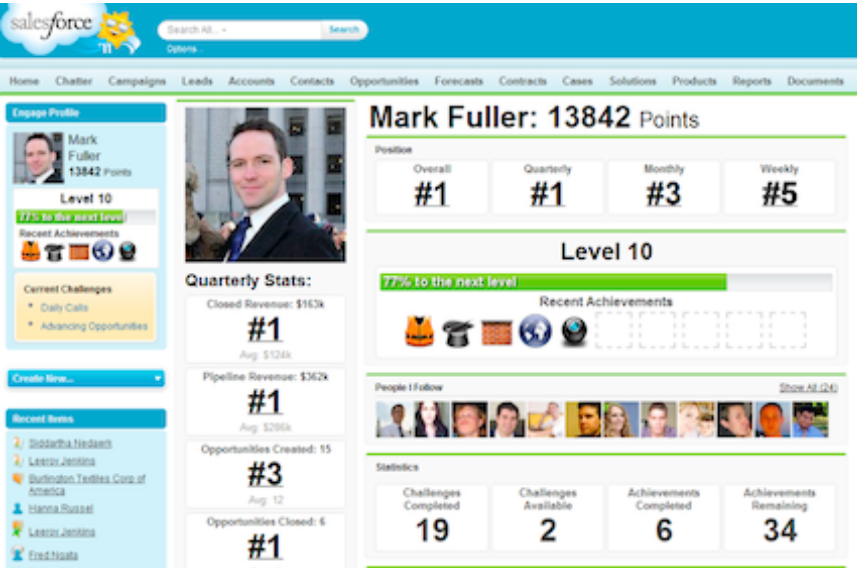 salesforce
Search All...
Search
Options...
Home Chatter Campaigns Leads Accounts Contacts Opportunities Forecasts Contracts Cases Solutions Products Reports Documents
Engage Profile
Mark
Fuller
13842 Points
Level 10
77% to the next level
Recent Achievements
Current Challenges
Daily Calls
Advancing Opportunities
Create New...
Recent Items
Siddartha Nedaerk
Leeroy Jenkins
Burlington Textiles Corp of
America
Hanna Russel
Leeroy Jenkins
Fred
Quarterly Stats:
Closed Revenue: $163k
#1
Avg: $124k
Pipeline Revenue: $362k
#1
Avg: $286k
Opportunities Created: 15
#3
Avg: 12
Opportunities Closed: 6
#1
Mark Fuller: 13842 Points
Position
Overall Quarterly Monthly Weekly
#1 #1 #3 #5
Level 10
77% to the next level
Recent Achievements
People I Follow Show All (24)
Statistics
Challenges Challenges Achievements Achievements
Completed Available Completed Remaining
19 2 6 34